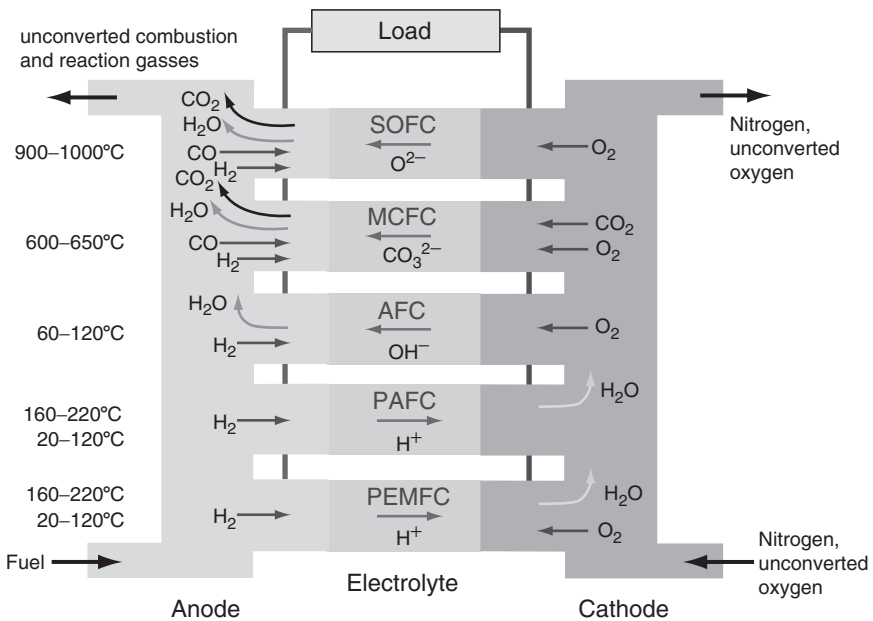 Load
unconverted combustion
and reaction gasses
CO₂
H₂O
CO
H₂
900–1000°C
SOFC
O²⁻
O₂
Nitrogen,
unconverted
oxygen
CO₂
H₂O
CO
H₂
600–650°C
MCFC
CO₃²⁻
CO₂
O₂
H₂O
H₂
60–120°C
AFC
OH⁻
O₂
160–220°C
20–120°C
H₂
PAFC
H⁺
H₂O
160–220°C
20–120°C
H₂
PEMFC
H⁺
H₂O
O₂
Fuel
Nitrogen,
unconverted
oxygen
Anode
Electrolyte
Cathode